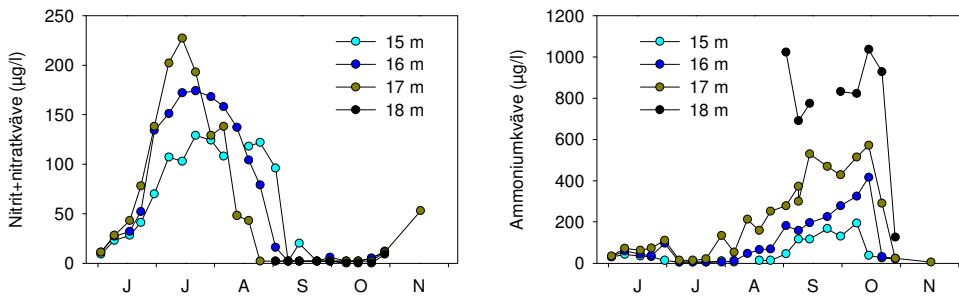 Nitrit+nitratkväve (µg/l)
250
200
150
100
50
0
15 m
16 m
17 m
18 m
J J A S O N
Ammoniumkväve (µg/l)
1200
1000
800
600
400
200
0
15 m
16 m
17 m
18 m
J J A S O N